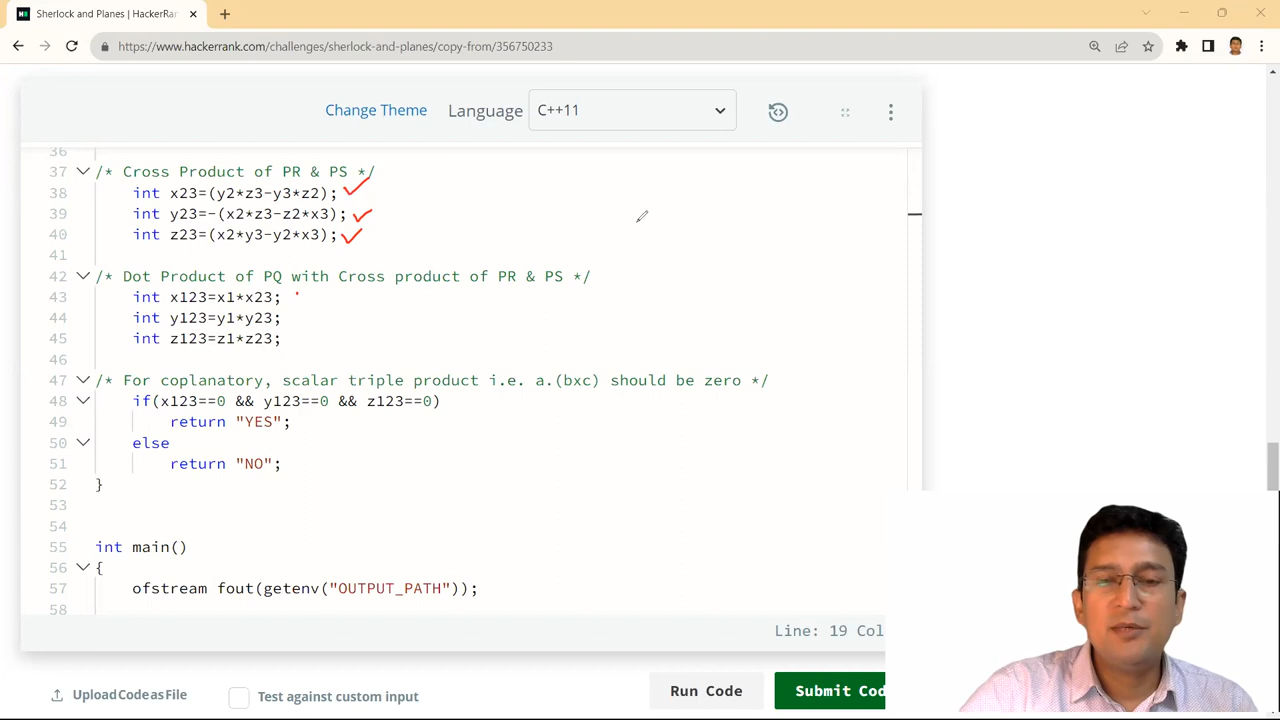 Sherlock and Planes | HackerRan
https://www.hackerrank.com/challenges/sherlock-and-planes/copy-from/356750233
Change Theme Language C++11
36
37 /* Cross Product of PR & PS */
38 int x23=(y2*z3-y3*z2);
39 int y23=-(x2*z3-z2*x3);
40 int z23=(x2*y3-y2*x3);
41
42 /* Dot Product of PQ with Cross product of PR & PS */
43 int x123=x1*x23;
44 int y123=y1*y23;
45 int z123=z1*z23;
46
47 /* For coplanatory, scalar triple product i.e. a.(bxc) should be zero */
48 if(x123==0 && y123==0 && z123==0)
49 return "YES";
50 else
51 return "NO";
52 }
53
54
55 int main()
56 {
57 ofstream fout(getenv("OUTPUT_PATH"));
58
Line: 19 Col
Upload Code as File Test against custom input Run Code Submit Cod